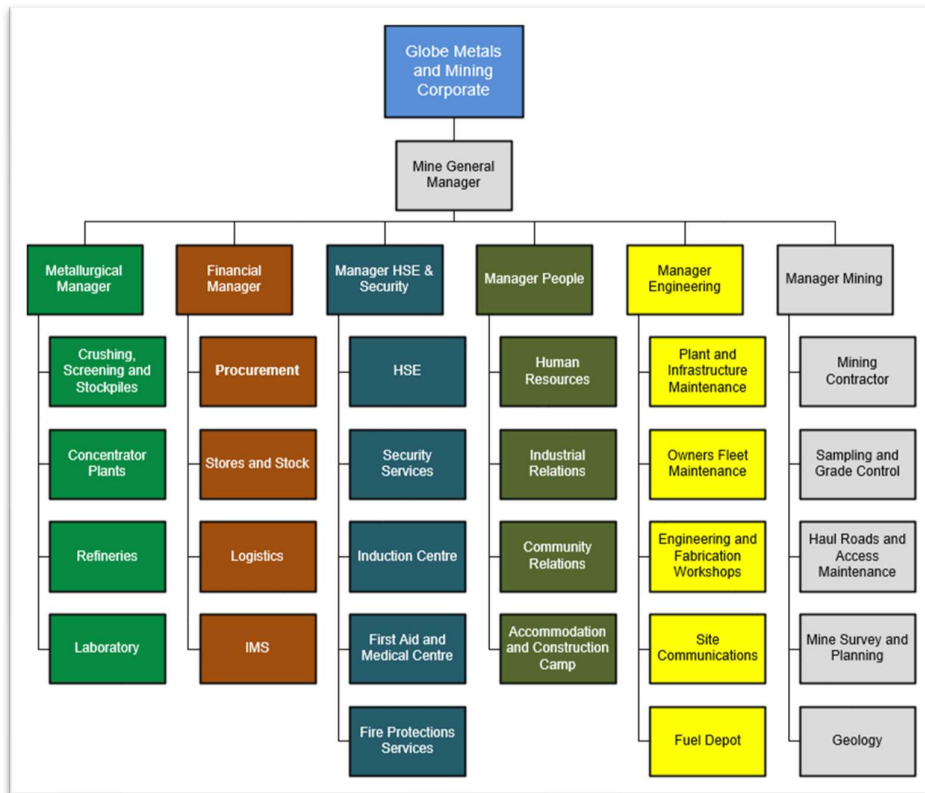 Globe Metals
and Mining
Corporate
Mine General
Manager
Metallurgical
Manager
Financial
Manager
Manager HSE &
Security
Manager People
Manager
Engineering
Manager Mining
Crushing,
Screening and
Stockpiles
Procurement
HSE
Human
Resources
Plant and
Infrastructure
Maintenance
Mining
Contractor
Concentrator
Plants
Stores and Stock
Security
Services
Industrial
Relations
Owners Fleet
Maintenance
Sampling and
Grade Control
Refineries
Logistics
Induction Centre
Community
Relations
Engineering and
Fabrication
Workshops
Haul Roads and
Access
Maintenance
Laboratory
IMS
First Aid and
Medical Centre
Accommodation
and Construction
Camp
Site
Communications
Mine Survey and
Planning
Fire Protections
Services
Fuel Depot
Geology